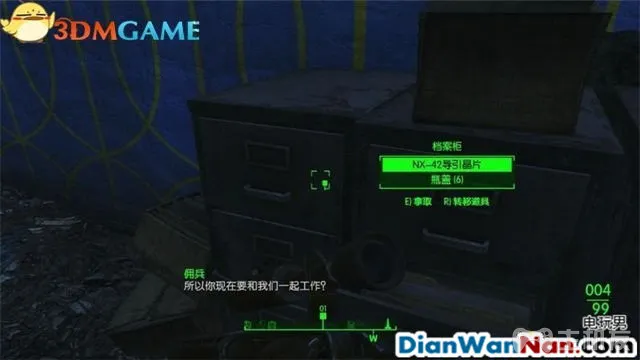 3DMGAME
档案柜
NX-42导引晶片
瓶盖 (6)
E) 拿取 R) 转移道具
佣兵
所以你现在要和我们一起工作?
01
W
004
99
电玩男
DianWanNan.com